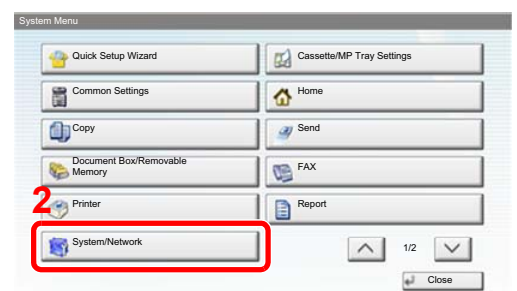 System Menu
Quick Setup Wizard
Cassette/MP Tray Settings
Common Settings
Home
Copy
Send
Document Box/Removable
Memory
FAX
2
Printer
Report
System/Network
1/2
Close